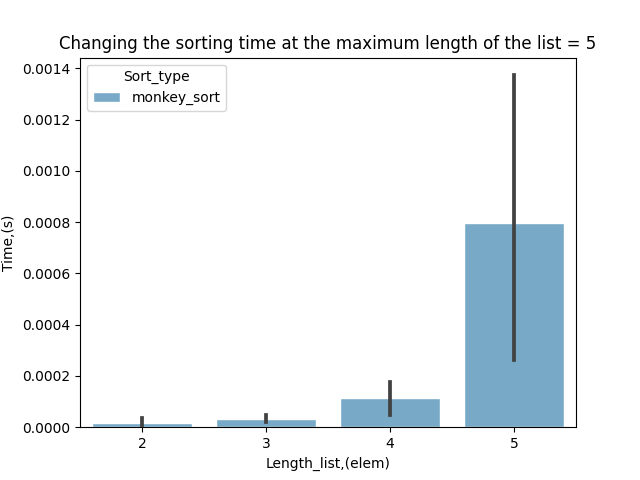 Changing the sorting time at the maximum length of the list = 5
Sort_type
monkey_sort
0.0014
0.0012
0.0010
0.0008
0.0006
0.0004
0.0002
0.0000
Time,(s)
2 3 4 5
Length_list,(elem)